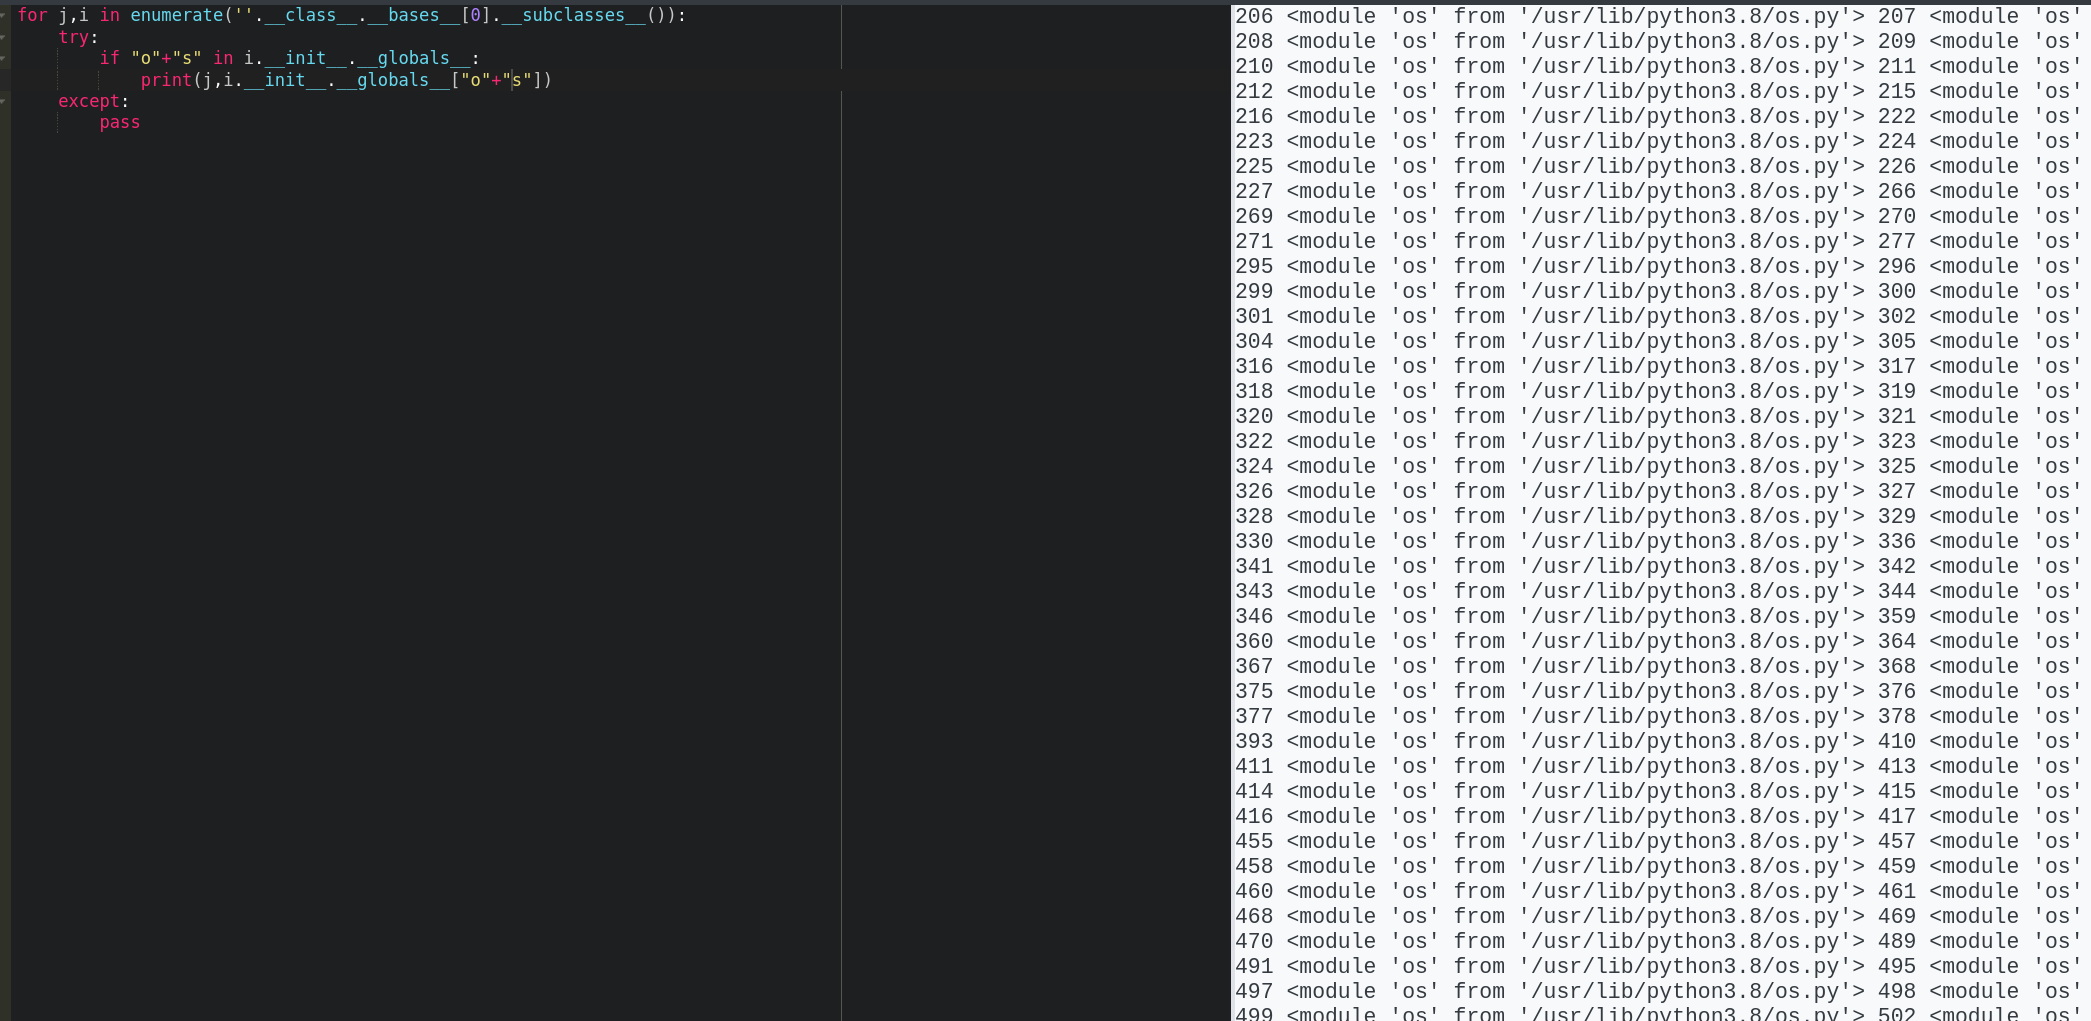 for j,i in enumerate(''.__class__.__bases__[0].__subclasses__()):
    try:
        if "o"+"s" in i.__init__.__globals__:
            print(j,i.__init__.__globals__["o"+"s"])
    except:
        pass
206 <module 'os' from '/usr/lib/python3.8/os.py'> 207 <module 'os'
208 <module 'os' from '/usr/lib/python3.8/os.py'> 209 <module 'os'
210 <module 'os' from '/usr/lib/python3.8/os.py'> 211 <module 'os'
212 <module 'os' from '/usr/lib/python3.8/os.py'> 215 <module 'os'
216 <module 'os' from '/usr/lib/python3.8/os.py'> 222 <module 'os'
223 <module 'os' from '/usr/lib/python3.8/os.py'> 224 <module 'os'
225 <module 'os' from '/usr/lib/python3.8/os.py'> 226 <module 'os'
227 <module 'os' from '/usr/lib/python3.8/os.py'> 266 <module 'os'
269 <module 'os' from '/usr/lib/python3.8/os.py'> 270 <module 'os'
271 <module 'os' from '/usr/lib/python3.8/os.py'> 277 <module 'os'
295 <module 'os' from '/usr/lib/python3.8/os.py'> 296 <module 'os'
299 <module 'os' from '/usr/lib/python3.8/os.py'> 300 <module 'os'
301 <module 'os' from '/usr/lib/python3.8/os.py'> 302 <module 'os'
304 <module 'os' from '/usr/lib/python3.8/os.py'> 305 <module 'os'
316 <module 'os' from '/usr/lib/python3.8/os.py'> 317 <module 'os'
318 <module 'os' from '/usr/lib/python3.8/os.py'> 319 <module 'os'
320 <module 'os' from '/usr/lib/python3.8/os.py'> 321 <module 'os'
322 <module 'os' from '/usr/lib/python3.8/os.py'> 323 <module 'os'
324 <module 'os' from '/usr/lib/python3.8/os.py'> 325 <module 'os'
326 <module 'os' from '/usr/lib/python3.8/os.py'> 327 <module 'os'
328 <module 'os' from '/usr/lib/python3.8/os.py'> 329 <module 'os'
330 <module 'os' from '/usr/lib/python3.8/os.py'> 336 <module 'os'
341 <module 'os' from '/usr/lib/python3.8/os.py'> 342 <module 'os'
343 <module 'os' from '/usr/lib/python3.8/os.py'> 344 <module 'os'
346 <module 'os' from '/usr/lib/python3.8/os.py'> 359 <module 'os'
360 <module 'os' from '/usr/lib/python3.8/os.py'> 364 <module 'os'
367 <module 'os' from '/usr/lib/python3.8/os.py'> 368 <module 'os'
375 <module 'os' from '/usr/lib/python3.8/os.py'> 376 <module 'os'
377 <module 'os' from '/usr/lib/python3.8/os.py'> 378 <module 'os'
393 <module 'os' from '/usr/lib/python3.8/os.py'> 410 <module 'os'
411 <module 'os' from '/usr/lib/python3.8/os.py'> 413 <module 'os'
414 <module 'os' from '/usr/lib/python3.8/os.py'> 415 <module 'os'
416 <module 'os' from '/usr/lib/python3.8/os.py'> 417 <module 'os'
455 <module 'os' from '/usr/lib/python3.8/os.py'> 457 <module 'os'
458 <module 'os' from '/usr/lib/python3.8/os.py'> 459 <module 'os'
460 <module 'os' from '/usr/lib/python3.8/os.py'> 461 <module 'os'
468 <module 'os' from '/usr/lib/python3.8/os.py'> 469 <module 'os'
470 <module 'os' from '/usr/lib/python3.8/os.py'> 489 <module 'os'
491 <module 'os' from '/usr/lib/python3.8/os.py'> 495 <module 'os'
497 <module 'os' from '/usr/lib/python3.8/os.py'> 498 <module 'os'
499 <module 'os' from '/usr/lib/python3.8/os.py'> 502 <module 'os'